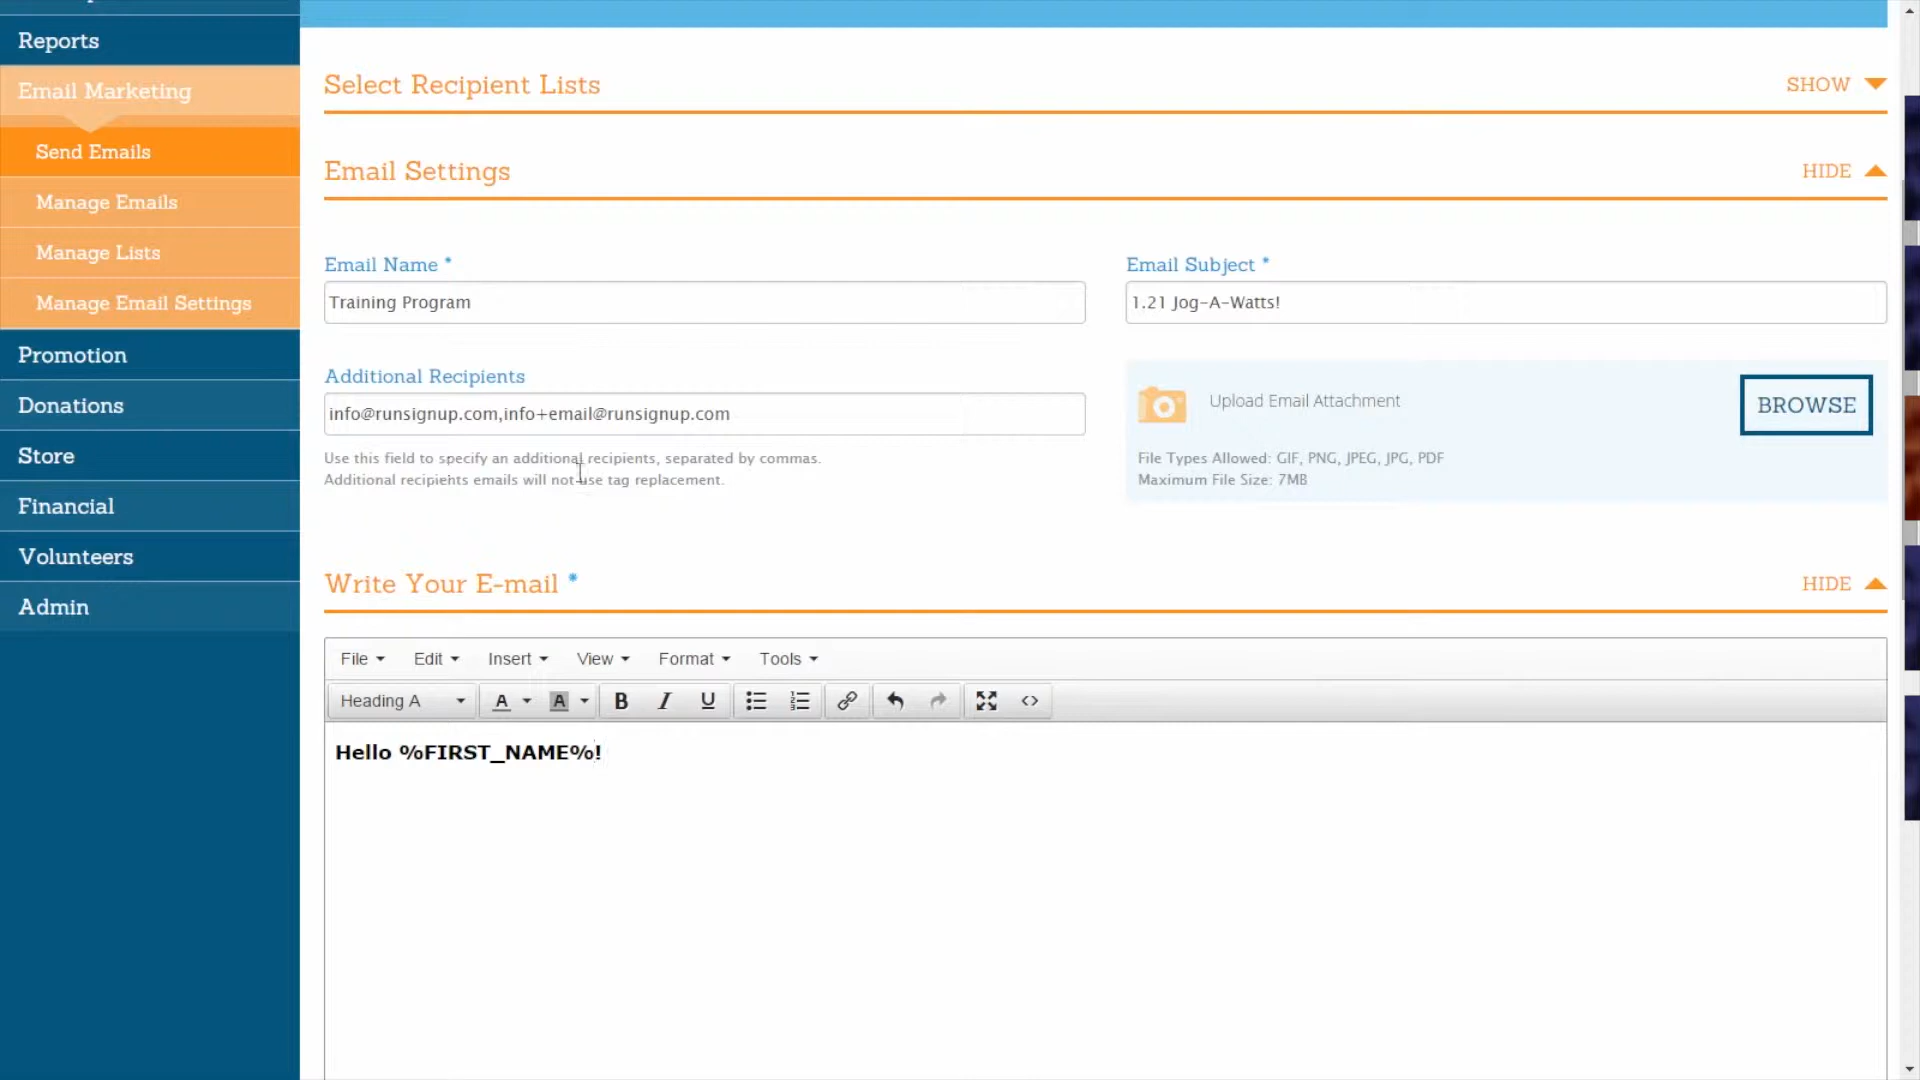 Reports
Email Marketing
Send Emails
Manage Emails
Manage Lists
Manage Email Settings
Promotion
Donations
Store
Financial
Volunteers
Admin
Select Recipient Lists
SHOW
Email Settings
HIDE
Email Name *
Training Program
Email Subject *
1.21 Jog-A-Watts!
Additional Recipients
info@runsignup.com,info+email@runsignup.com
Use this field to specify an additional recipients, separated by commas.
Additional recipients emails will not use tag replacement.
Upload Email Attachment
BROWSE
File Types Allowed: GIF, PNG, JPEG, JPG, PDF
Maximum File Size: 7MB
Write Your E-mail *
HIDE
File Edit Insert View Format Tools
Heading A A A B I U
Hello %FIRST_NAME%!